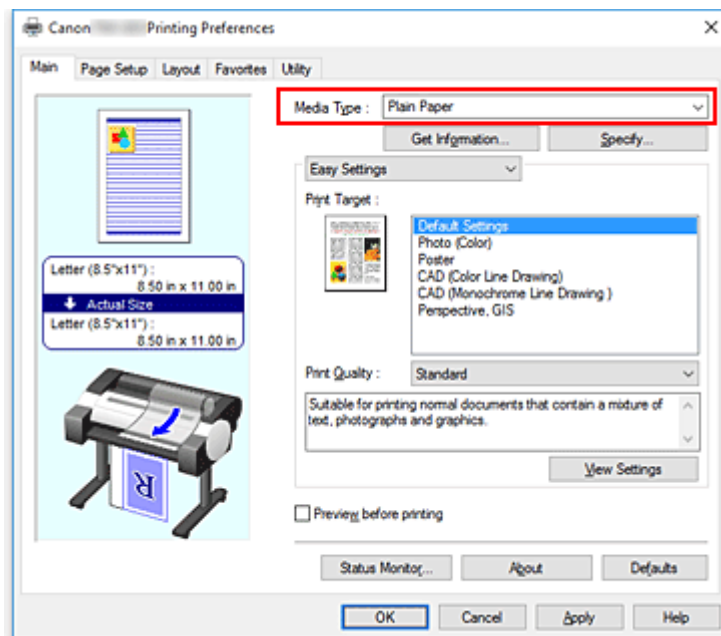 Canon Printing Preferences
Main Page Setup Layout Favorites Utility
Media Type : Plain Paper
Get Information... Specify...
Easy Settings
Print Target :
Default Settings
Photo (Color)
Poster
CAD (Color Line Drawing)
CAD (Monochrome Line Drawing )
Perspective, GIS
Letter (8.5"x11") :
8.50 in x 11.00 in
Actual Size
Letter (8.5"x11") :
8.50 in x 11.00 in
R
Print Quality : Standard
Suitable for printing normal documents that contain a mixture of
text, photographs and graphics.
View Settings
Preview before printing
Status Monitor... About Defaults
OK Cancel Apply Help